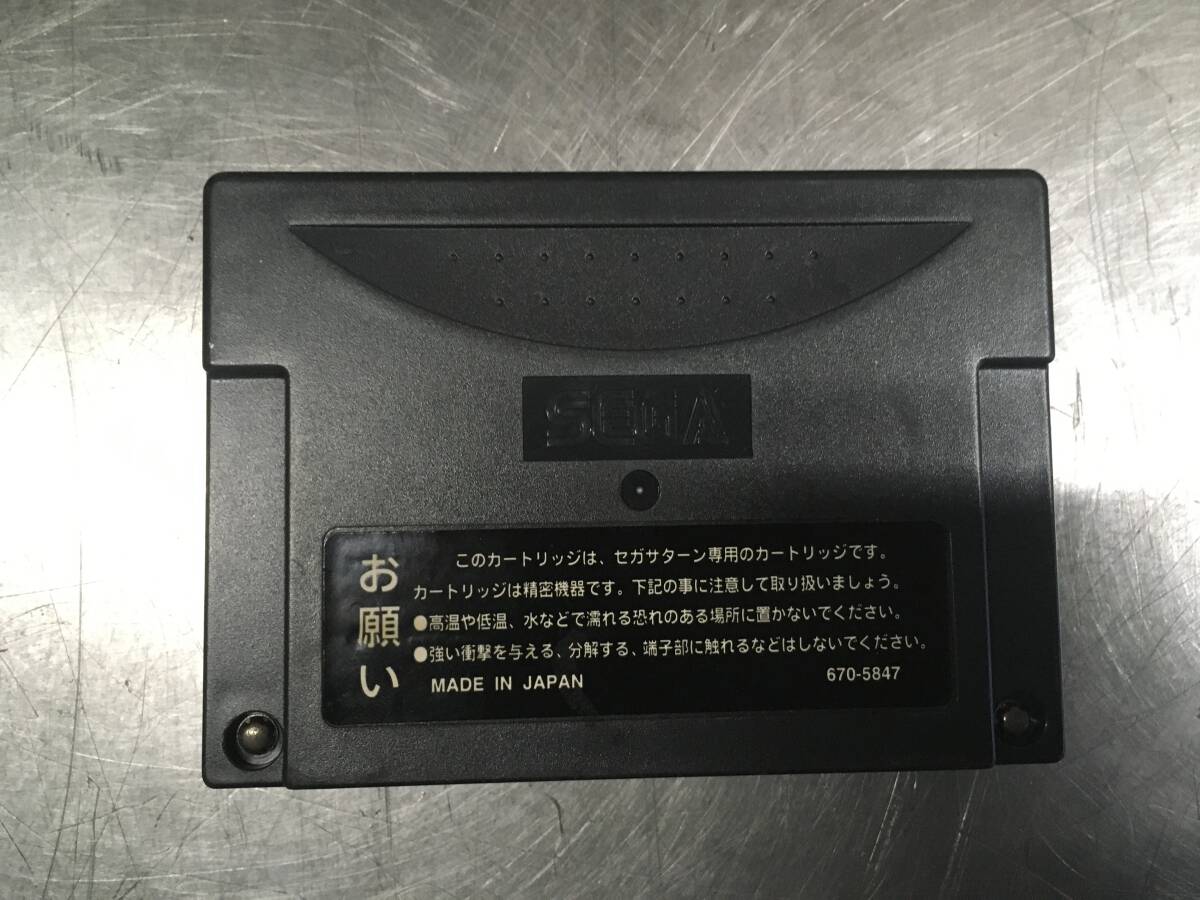 SEGA
お願い
このカートリッジは、セガサターン専用のカートリッジです。
カートリッジは精密機器です。下記の事に注意して取り扱いましょう。
●高温や低温、水などで濡れる恐れのある場所に置かないでください。
●強い衝撃を与える、分解する、端子部に触れるなどはしないでください。
MADE IN JAPAN
670-5847